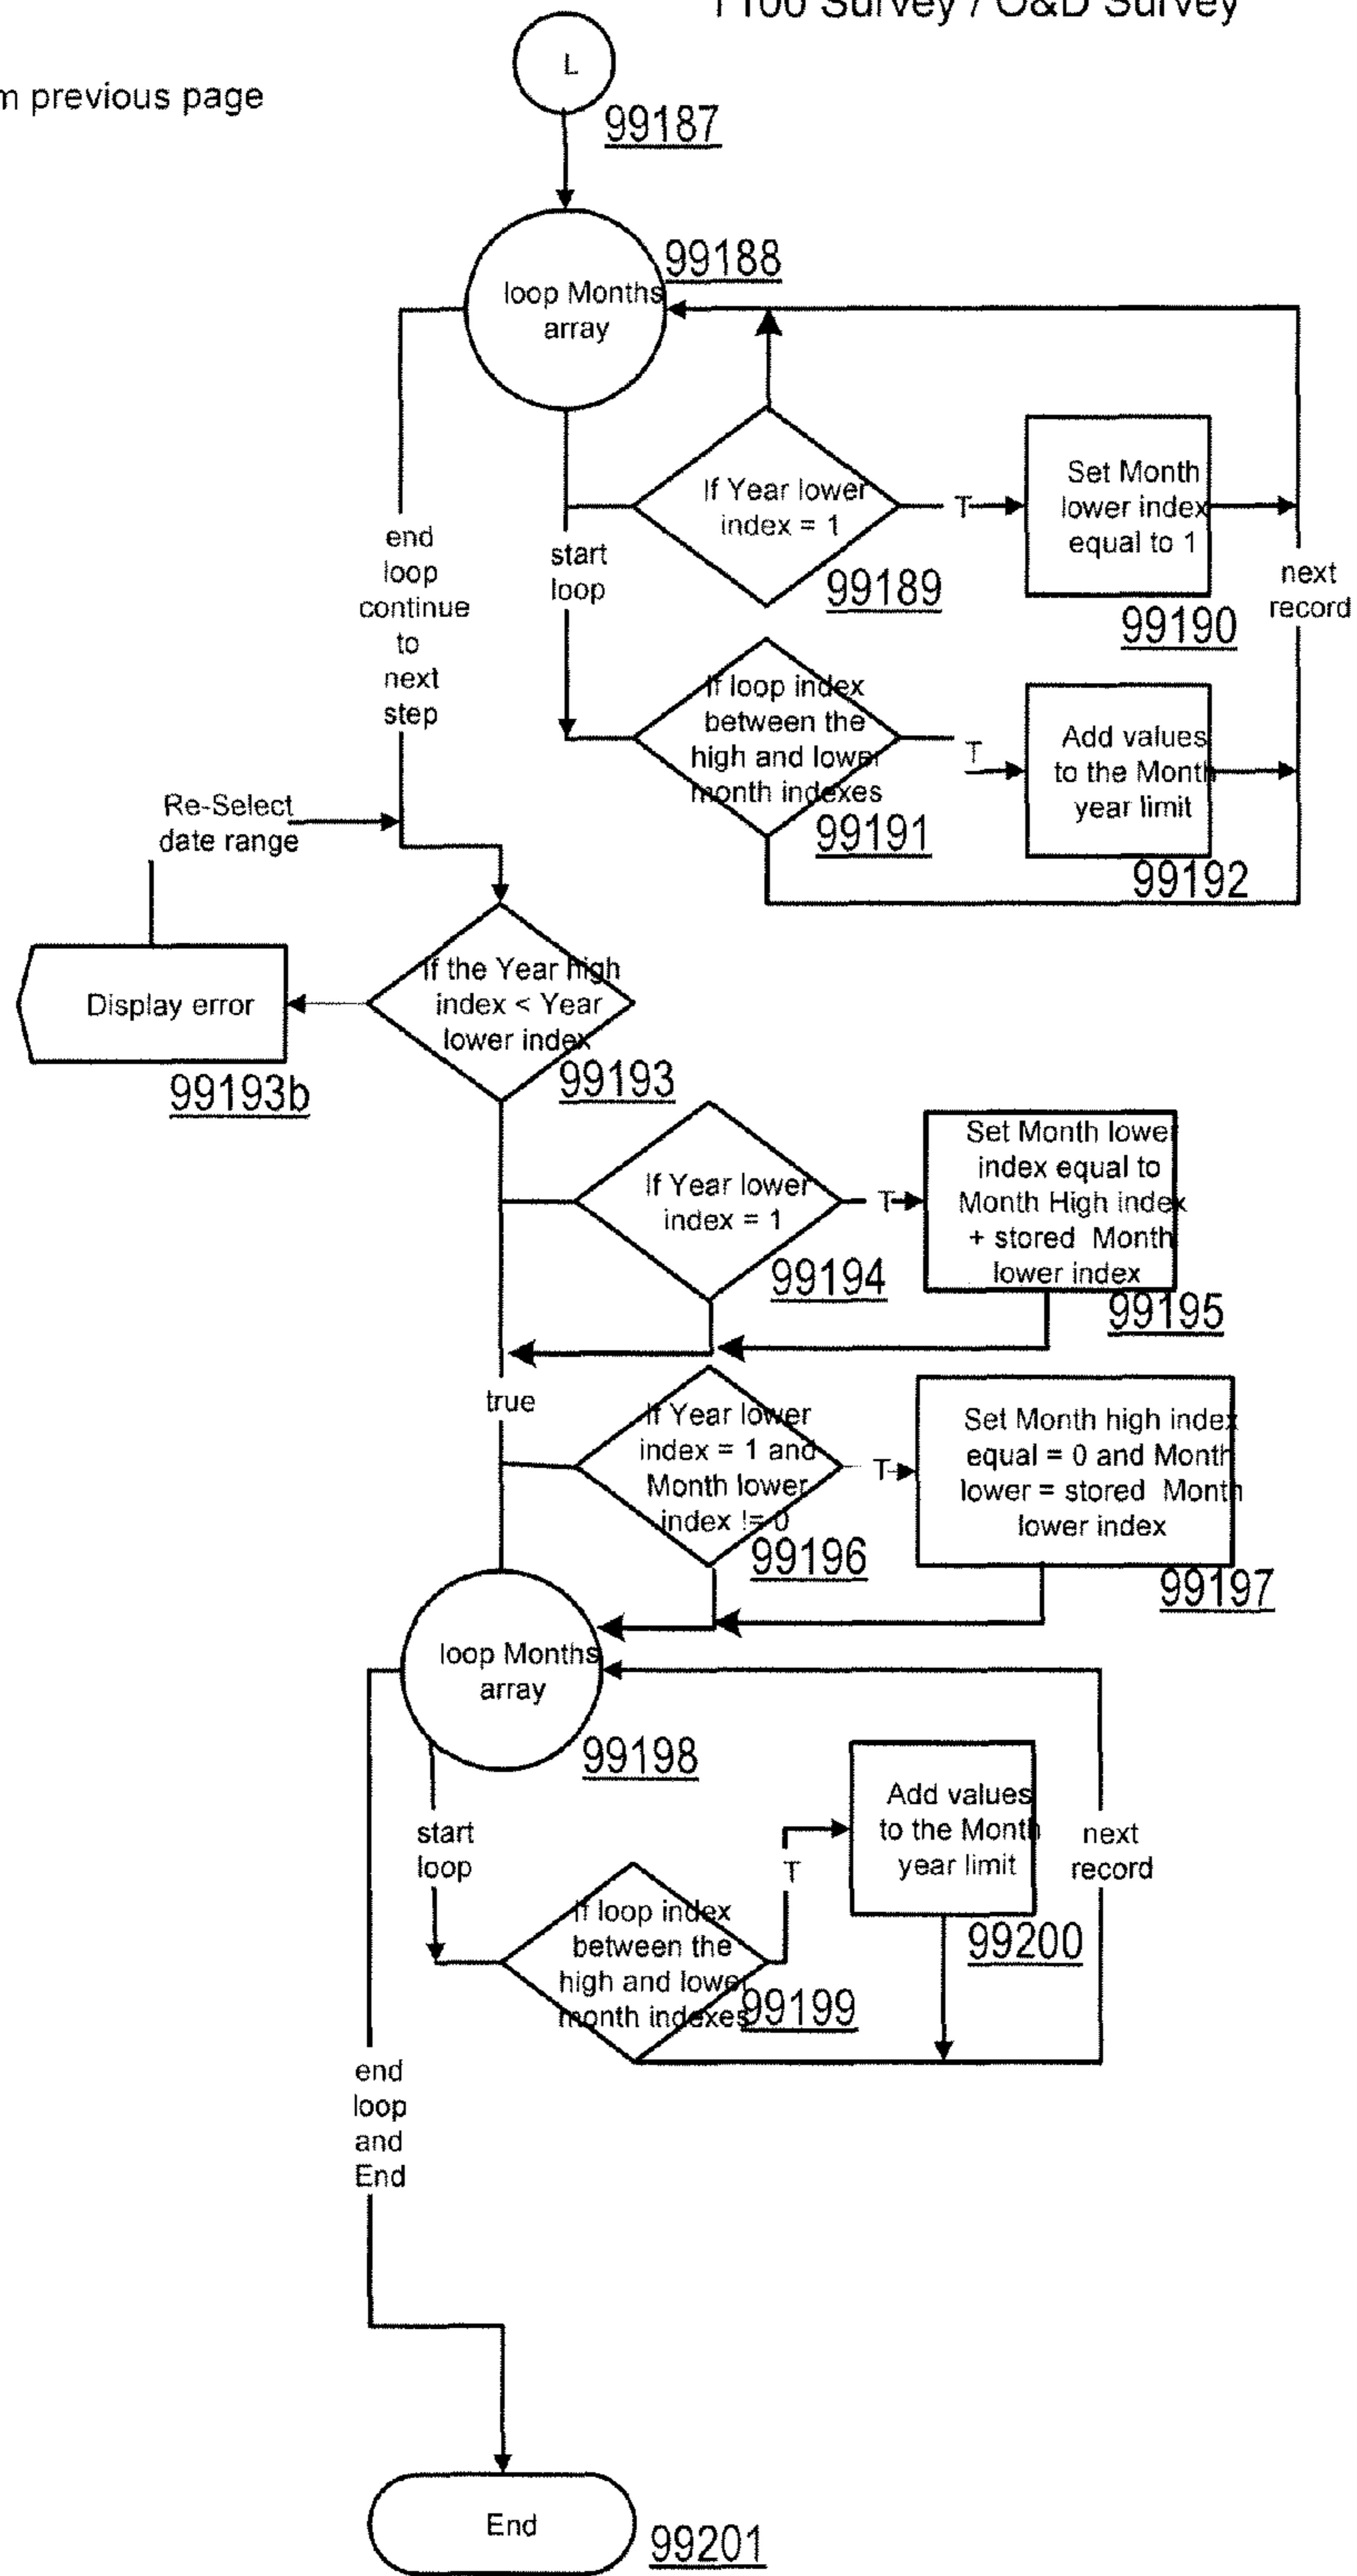 T100 Survey / O&D Survey
L
m previous page
99187
99188
loop Months
array
If Year lower
index = 1
T
Set Month
lower index
equal to 1
end
loop
continue
to
next
step
start
loop
99189
99190
next
record
If loop index
between the
high and lower
month indexes
T
Add values
to the Month
year limit
99191
99192
Re-Select
date range
If the Year high
index < Year
lower index
Display error
99193
99193b
If Year lower
index = 1
T
Set Month lower
index equal to
Month High index
+ stored Month
lower index
99194
99195
true
If Year lower
index = 1 and
Month lower
index != 0
T
Set Month high index
equal = 0 and Month
lower = stored Month
lower index
99196
99197
loop Months
array
99198
start
loop
Add values
to the Month
year limit
next
record
T
If loop index
between the
high and lower
month indexes
99199
99200
end
loop
and
End
End
99201